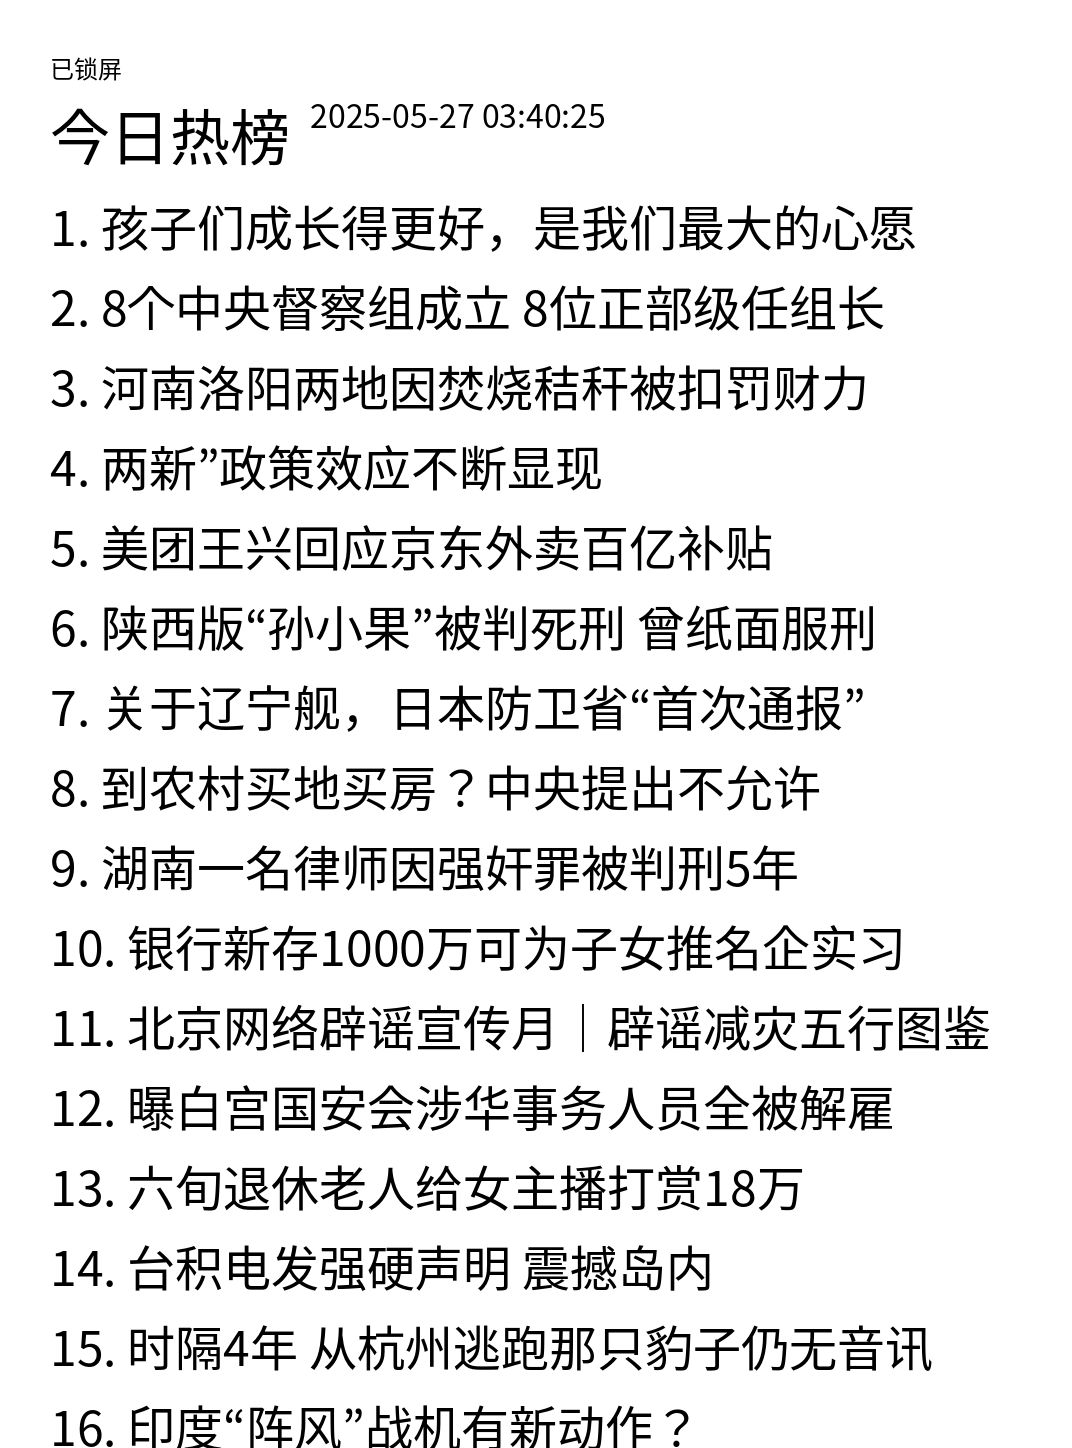 已锁屏
今日热榜 2025-05-27 03:40:25
1. 孩子们成长得更好，是我们最大的心愿
2. 8个中央督察组成立 8位正部级任组长
3. 河南洛阳两地因焚烧秸秆被扣罚财力
4. 两新”政策效应不断显现
5. 美团王兴回应京东外卖百亿补贴
6. 陕西版“孙小果”被判死刑 曾纸面服刑
7. 关于辽宁舰，日本防卫省“首次通报”
8. 到农村买地买房？中央提出不允许
9. 湖南一名律师因强奸罪被判刑5年
10. 银行新存1000万可为子女推名企实习
11. 北京网络辟谣宣传月｜辟谣减灾五行图鉴
12. 曝白宫国安会涉华事务人员全被解雇
13. 六旬退休老人给女主播打赏18万
14. 台积电发强硬声明 震撼岛内
15. 时隔4年 从杭州逃跑那只豹子仍无音讯
16. 印度“阵风”战机有新动作？